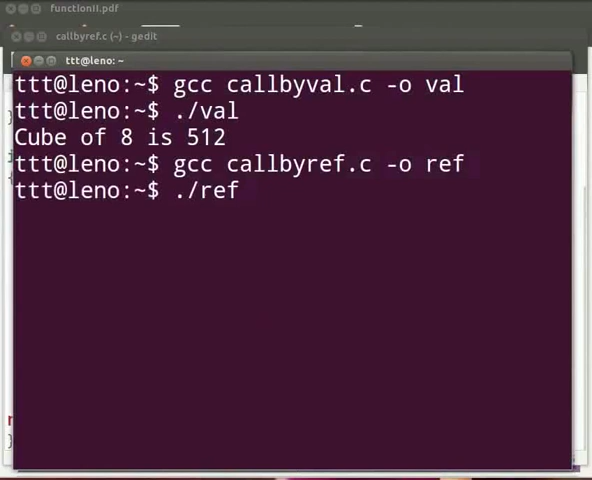 functionII.pdf
callbyref.c (~) - gedit
ttt@leno: ~
ttt@leno:~$ gcc callbyval.c -o val
ttt@leno:~$ ./val
Cube of 8 is 512
ttt@leno:~$ gcc callbyref.c -o ref
ttt@leno:~$ ./ref